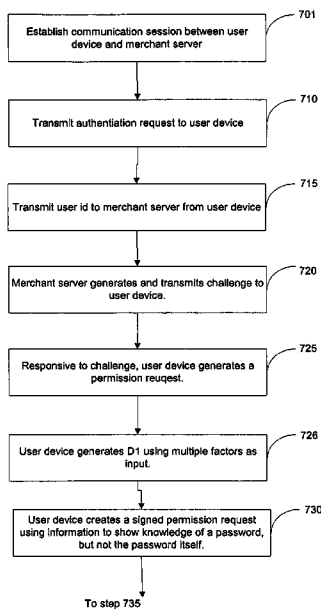 701
Establish communication session between user
device and merchant server
710
Transmit authentiation request to user device
715
Transmit user id to merchant server from user device
720
Merchant server generates and transmits challenge to
user device.
725
Responsive to challenge, user device generates a
permission reuqest.
726
User device generates D1 using multiple factors as
input.
730
User device creates a signed permission request
using information to show knowledge of a password,
but not the password itself.
To step 735